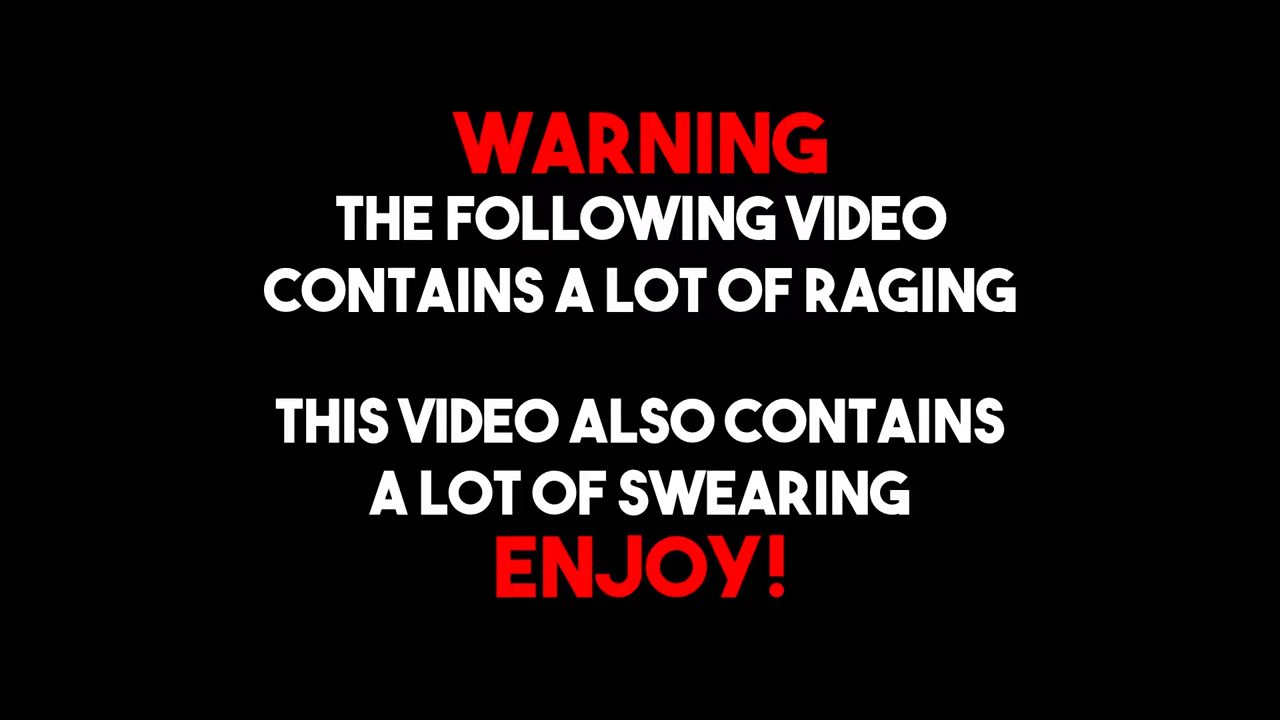 WARNING
THE FOLLOWING VIDEO
CONTAINS A LOT OF RAGING
THIS VIDEO ALSO CONTAINS
A LOT OF SWEARING
ENJOY!